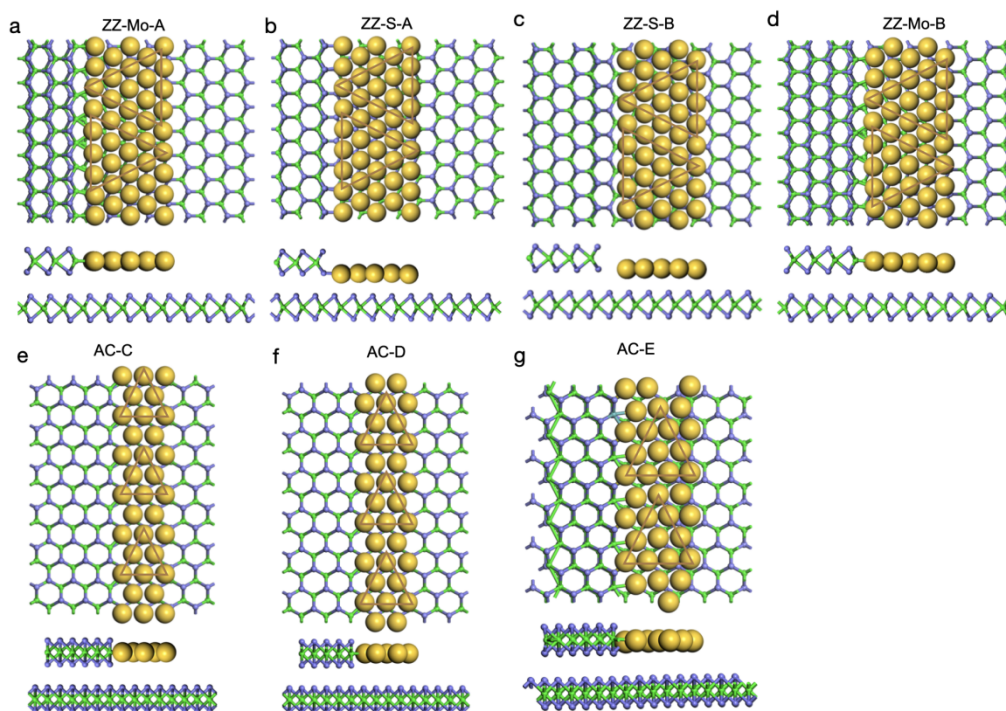 a ZZ-Mo-A
b ZZ-S-A
c ZZ-S-B
d ZZ-Mo-B
e AC-C
f AC-D
g AC-E